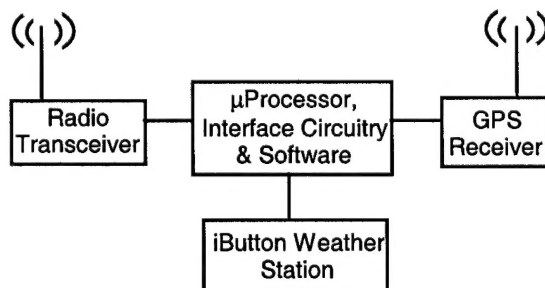 Radio
Transceiver
µProcessor,
Interface Circuitry
& Software
GPS
Receiver
iButton Weather
Station